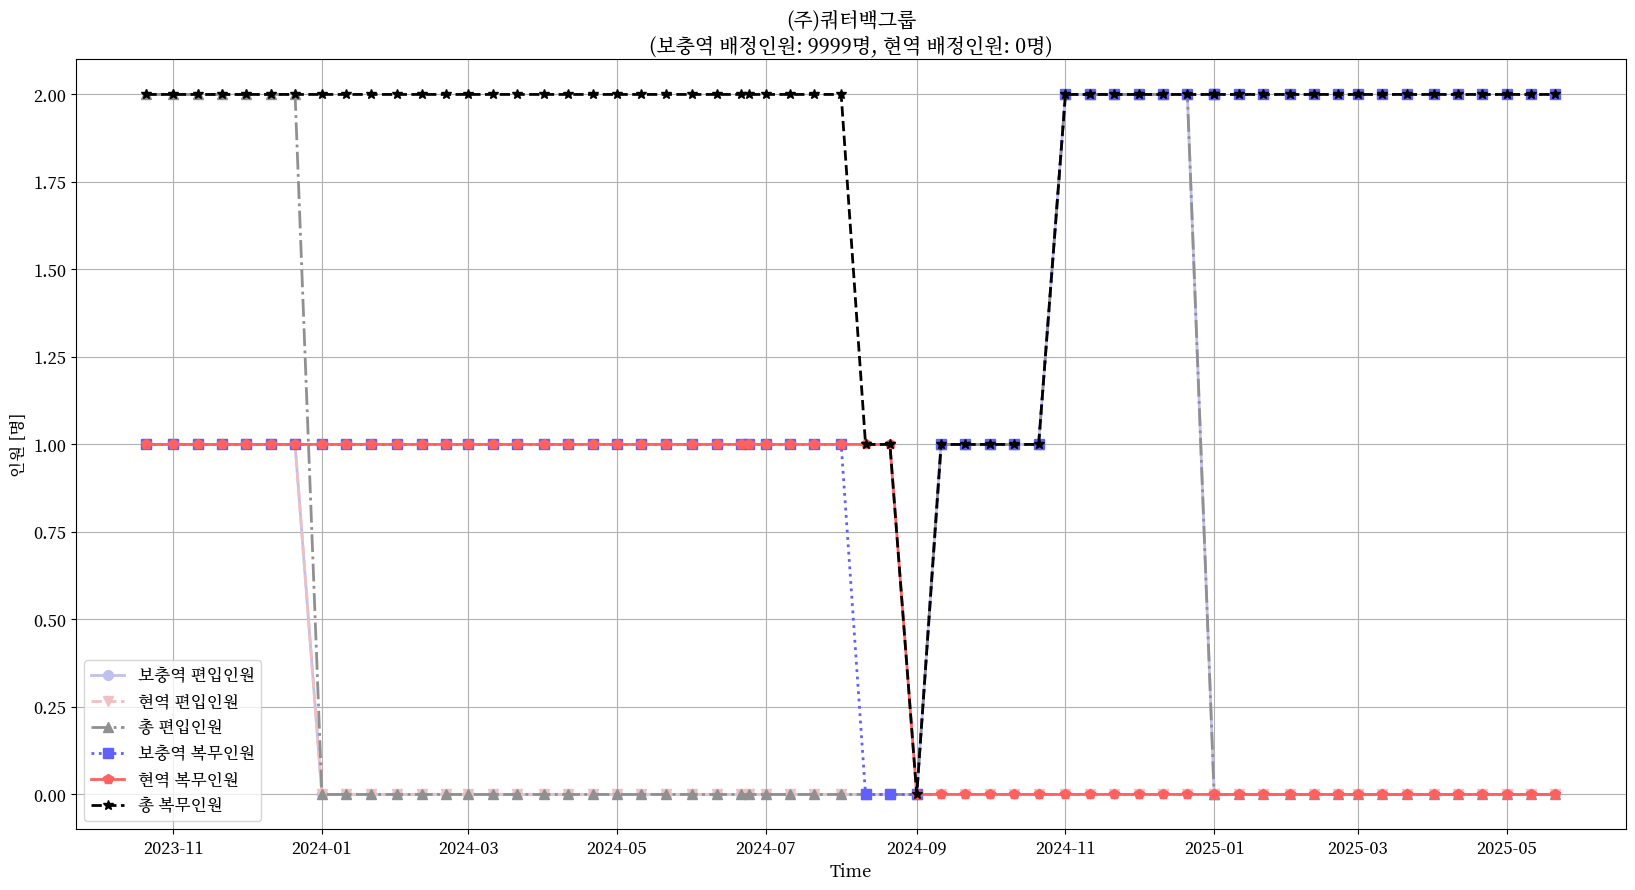 (주)쿼터백그룹
(보충역 배정인원: 9999명, 현역 배정인원: 0명)
인원 [명]
2.00
1.75
1.50
1.25
1.00
0.75
0.50
0.25
0.00
보충역 편입인원
현역 편입인원
총 편입인원
보충역 복무인원
현역 복무인원
총 복무인원
2023-11
2024-01
2024-03
2024-05
2024-07
2024-09
2024-11
2025-01
2025-03
2025-05
Time